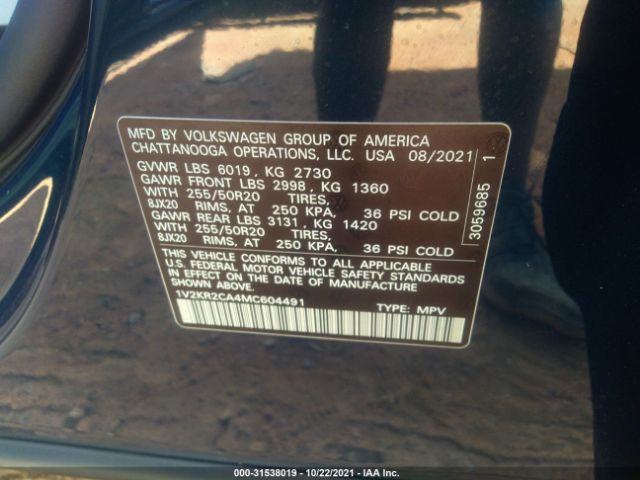 MFD BY VOLKSWAGEN GROUP OF AMERICA
CHATTANOOGA OPERATIONS, LLC. USA 08/2021
GVWR LBS 6019, KG 2730
GAWR FRONT LBS 2998, KG 1360
WITH 255/50R20 TIRES,
8JX20 RIMS, AT 250 KPA, 36 PSI COLD
GAWR REAR LBS 3131, KG 1420
WITH 255/50R20 TIRES,
8JX20 RIMS, AT 250 KPA, 36 PSI COLD
THIS VEHICLE CONFORMS TO ALL APPLICABLE
U.S. FEDERAL MOTOR VEHICLE SAFETY STANDARDS
IN EFFECT ON THE DATE OF MANUFACTURE
SHOWN ABOVE.
1V2KR2CA4MC604491 TYPE: MPV
3059685 1
000-31538019 - 10/22/2021 - IAA Inc.